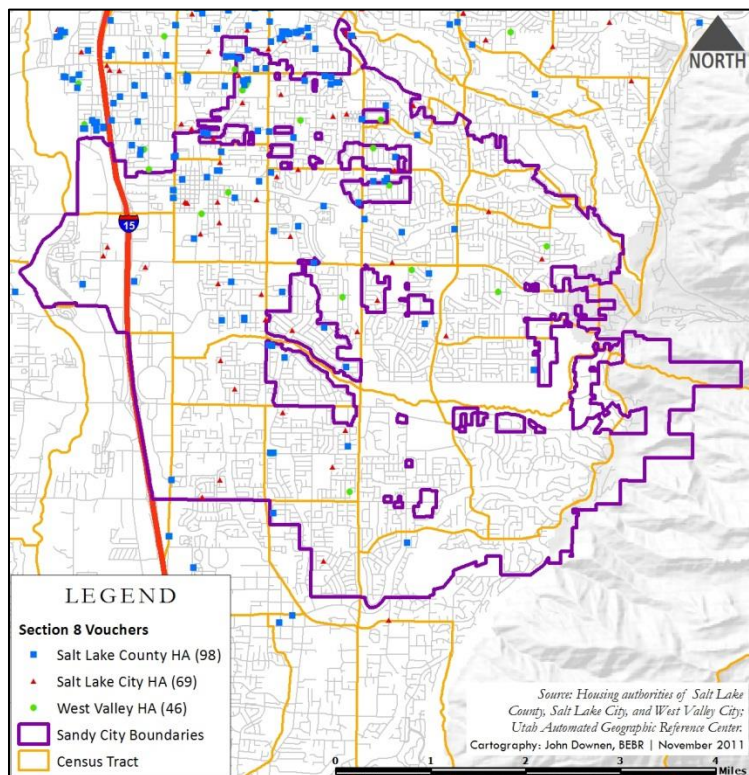 NORTH
15
LEGEND
Section 8 Vouchers
Salt Lake County HA (98)
Salt Lake City HA (69)
West Valley HA (46)
Sandy City Boundaries
Census Tract
Source: Housing authorities of Salt Lake
County, Salt Lake City, and West Valley City;
Utah Automated Geographic Reference Center.
Cartography: John Downen, BEBR | November 2011
0 1 2 3 4
Miles